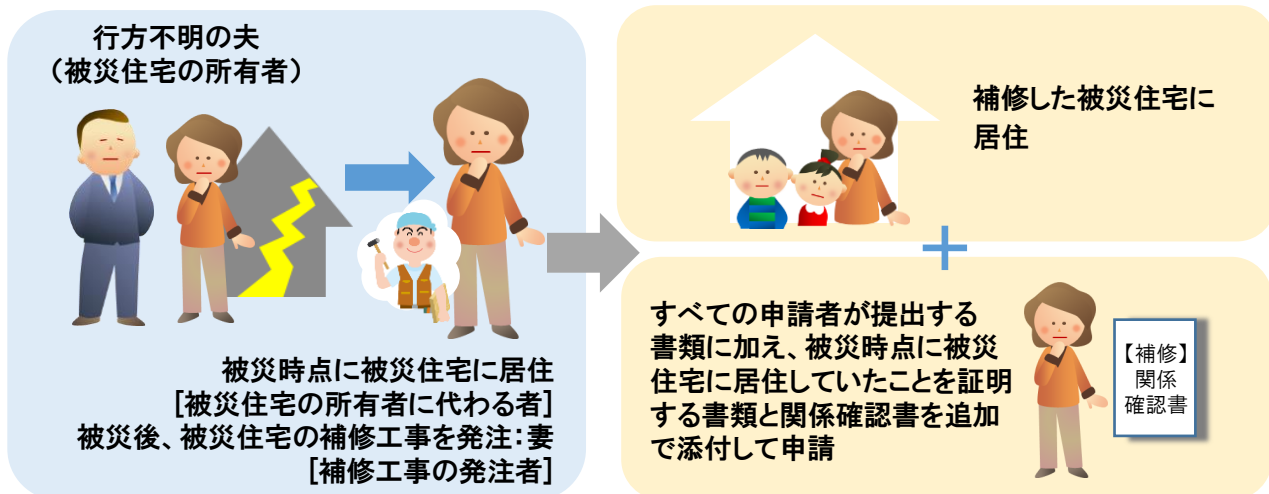 行方不明の夫
（被災住宅の所有者）
被災時点に被災住宅に居住
[被災住宅の所有者に代わる者]
被災後、被災住宅の補修工事を発注：妻
[補修工事の発注者]
補修した被災住宅に
居住
すべての申請者が提出する
書類に加え、被災時点に被災
住宅に居住していたことを証明
する書類と関係確認書を追加
で添付して申請
【補修】
関係
確認書